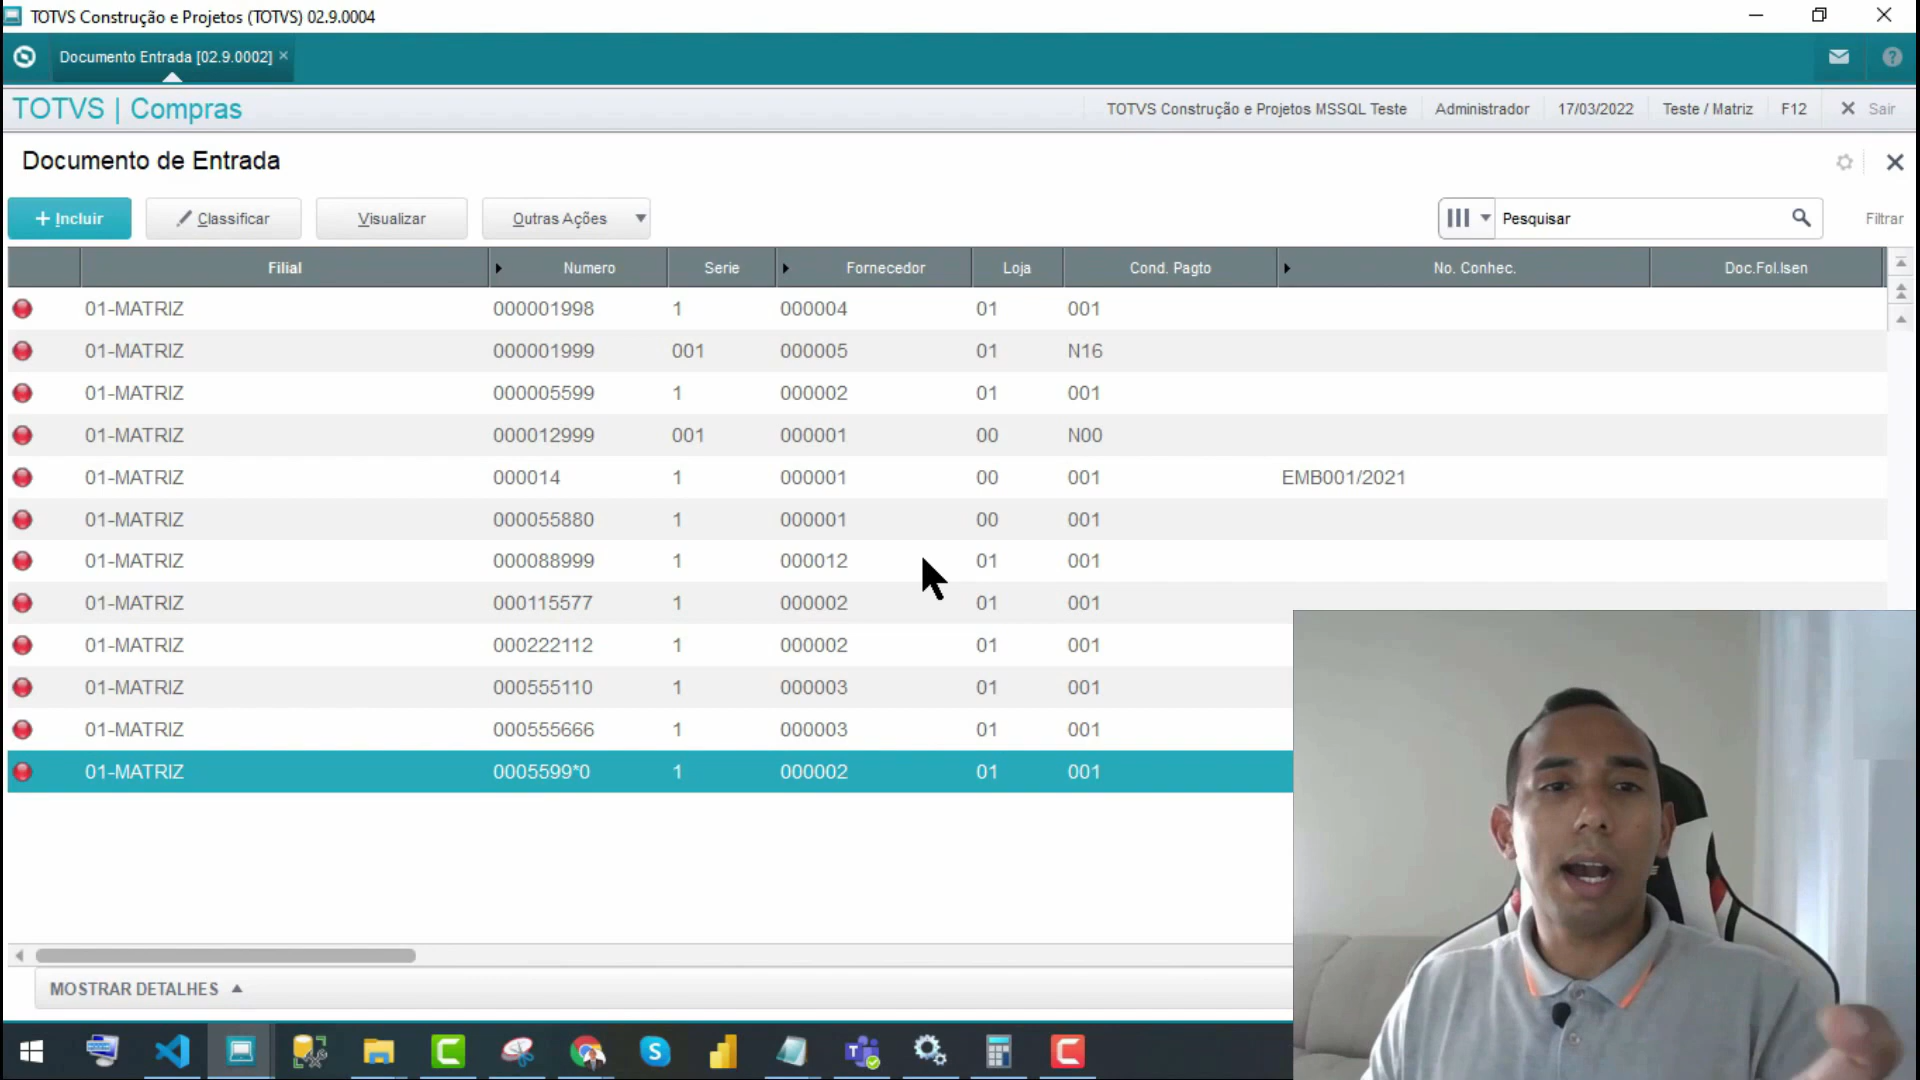 TOTVS Construção e Projetos (TOTVS) 02.9.0004
Documento Entrada [02.9.0002]
TOTVS | Compras
TOTVS Construção e Projetos MSSQL Teste Administrador 17/03/2022 Teste / Matriz F12 Sair
Documento de Entrada
+ Incluir Classificar Visualizar Outras Ações Pesquisar Filtrar
Filial Numero Serie Fornecedor Loja Cond. Pagto No. Conhec. Doc.Fol.Isen
01-MATRIZ 000001998 1 000004 01 001
01-MATRIZ 000001999 001 000005 01 N16
01-MATRIZ 000005599 1 000002 01 001
01-MATRIZ 000012999 001 000001 00 N00
01-MATRIZ 000014 1 000001 00 001 EMB001/2021
01-MATRIZ 000055880 1 000001 00 001
01-MATRIZ 000088999 1 000012 01 001
01-MATRIZ 000115577 1 000002 01 001
01-MATRIZ 000222112 1 000002 01 001
01-MATRIZ 000555110 1 000003 01 001
01-MATRIZ 000555666 1 000003 01 001
01-MATRIZ 0005599*0 1 000002 01 001
MOSTRAR DETALHES